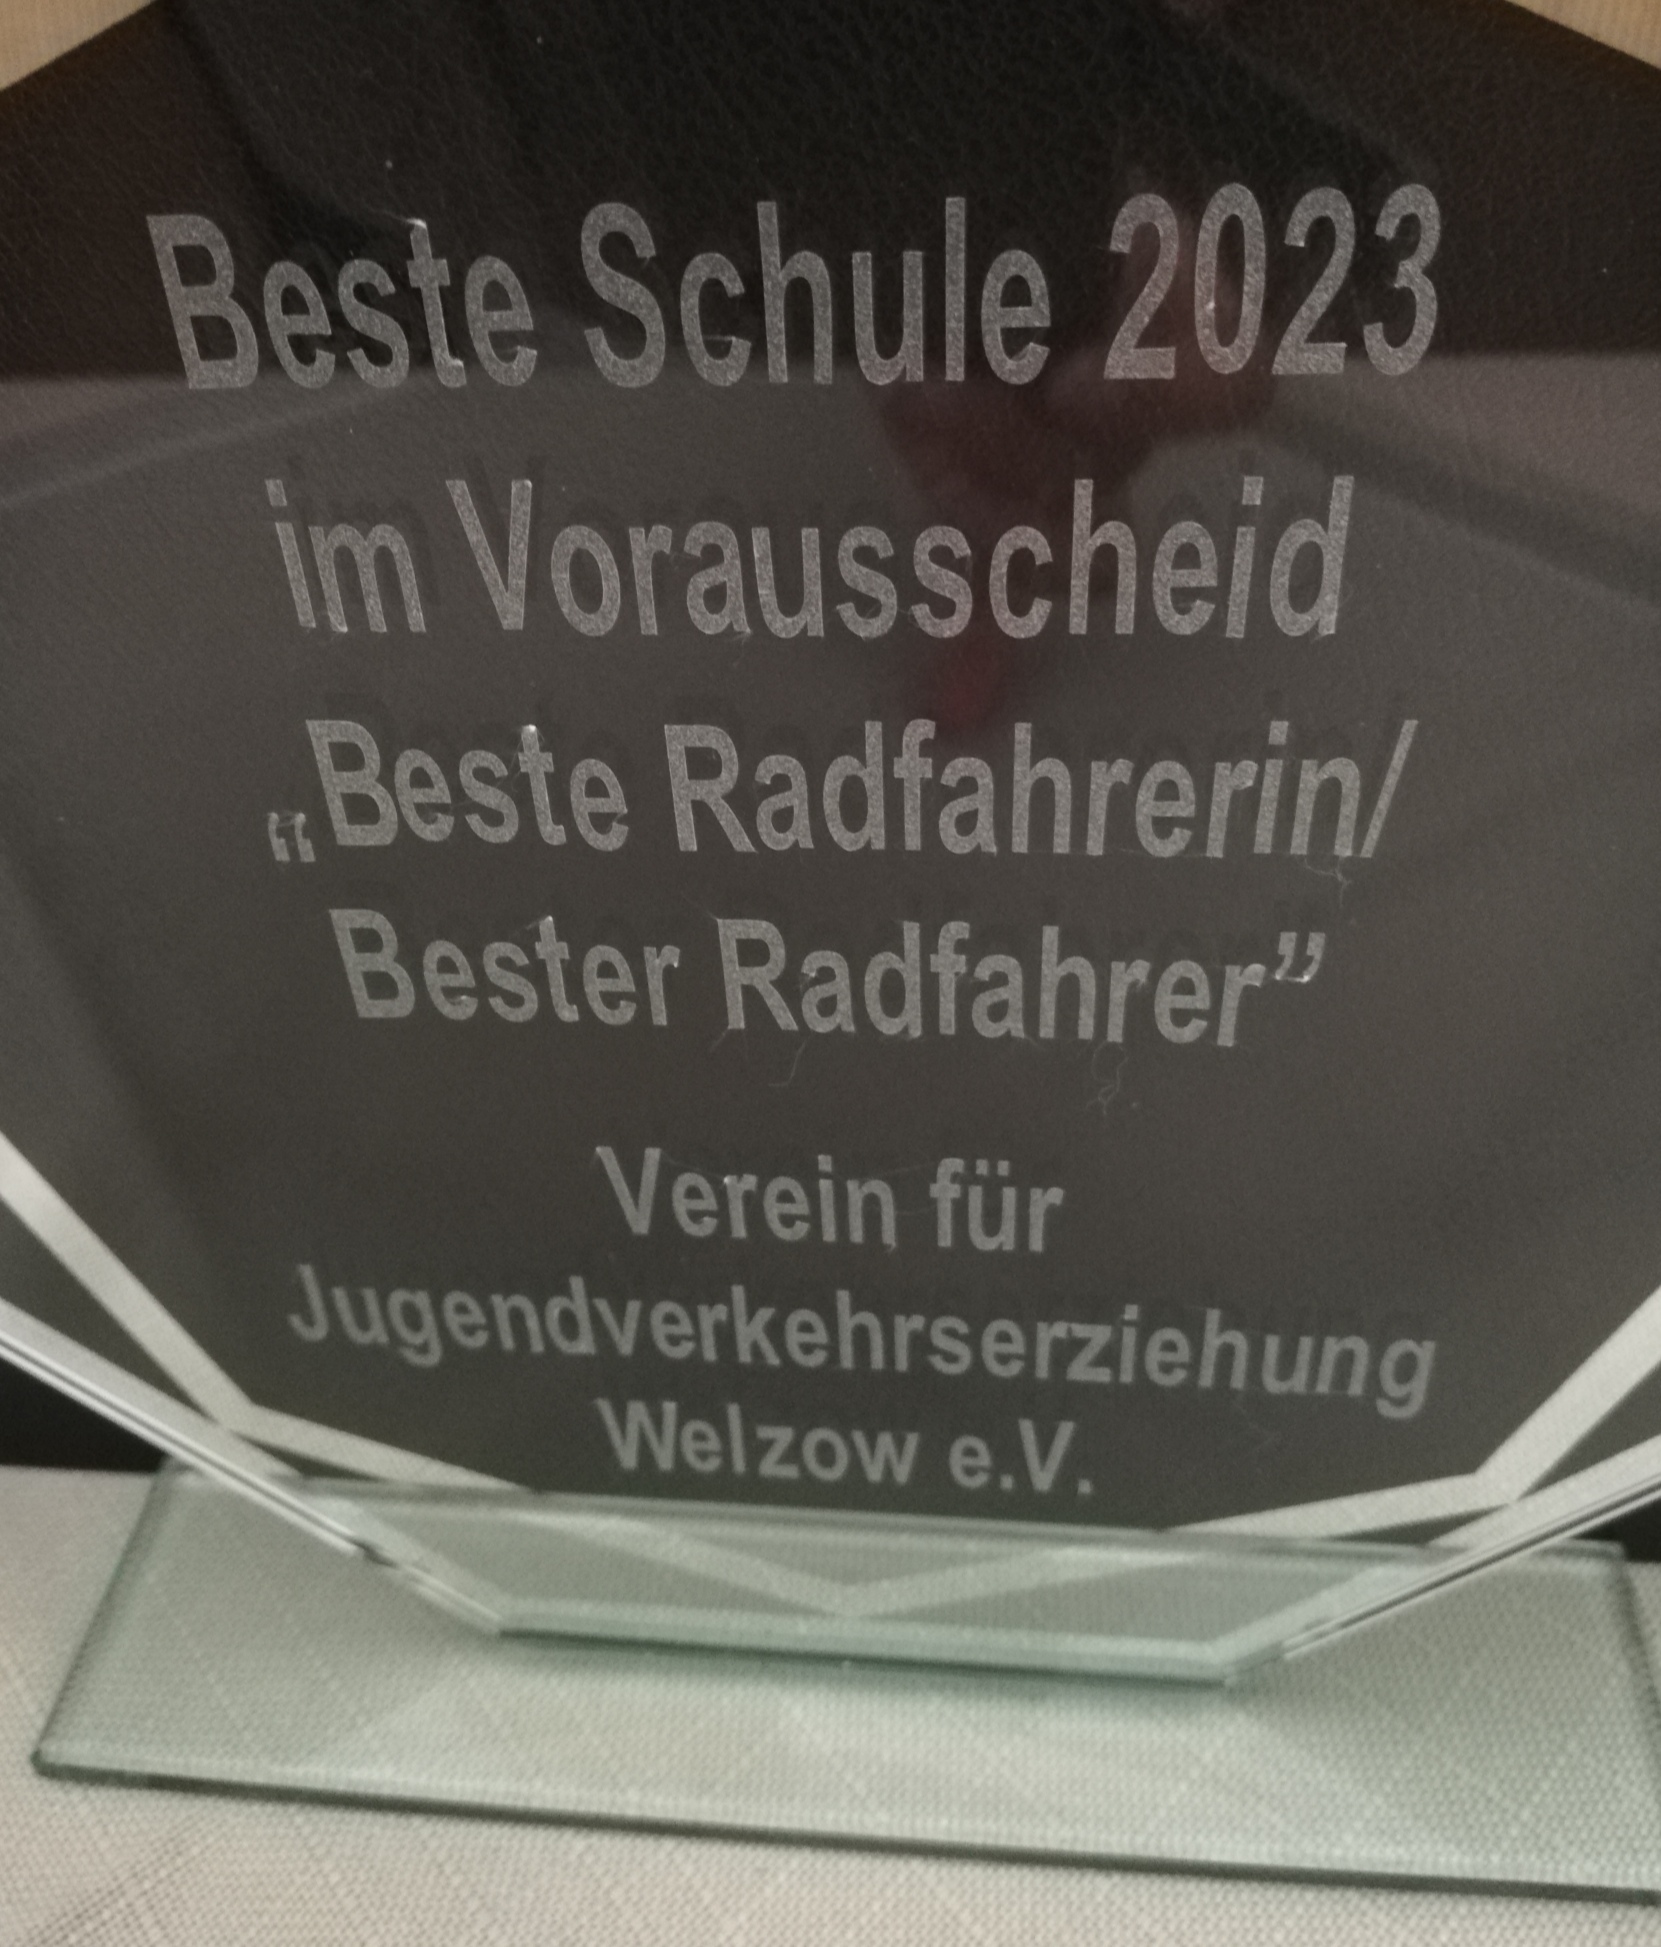 Beste Schule 2023
im Vorausscheid
„Beste Radfahrerin/
Bester Radfahrer”
Verein für
Jugendverkehrserziehung
Welzow e.V.